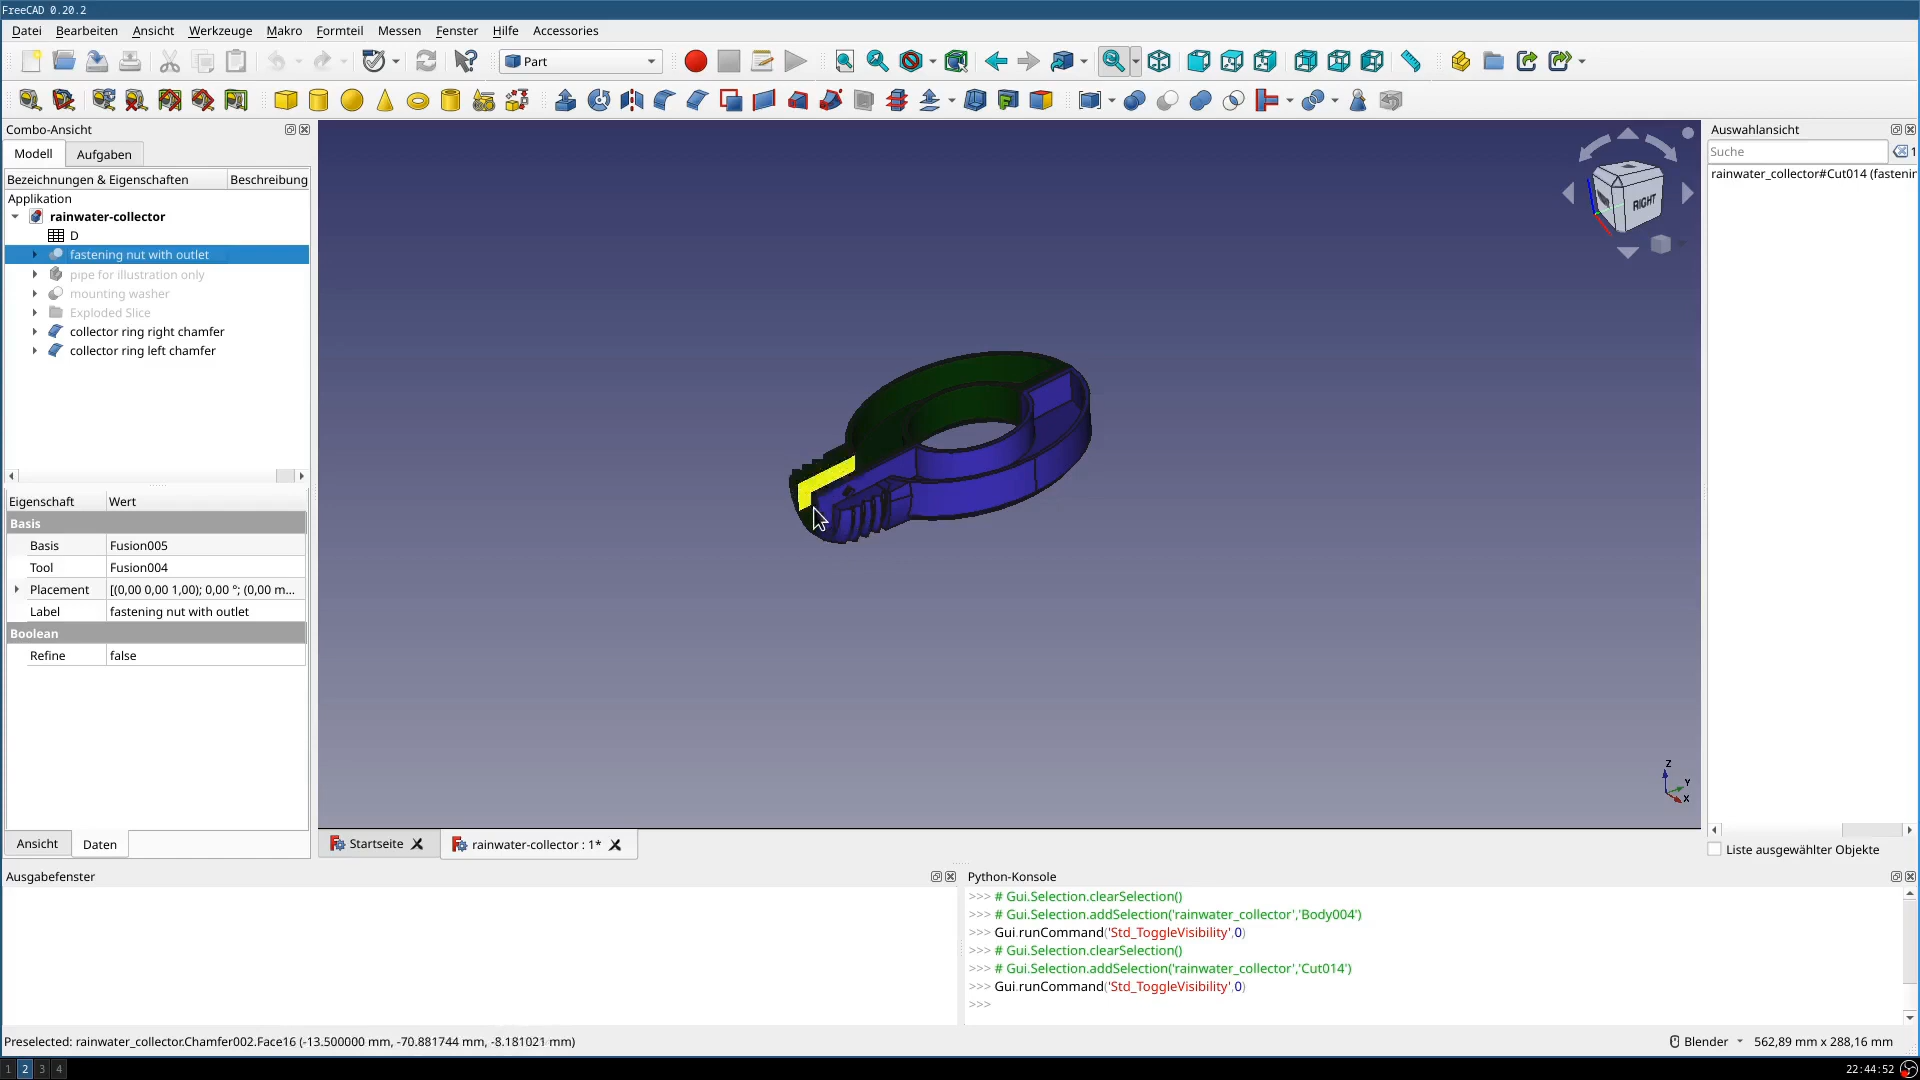 FreeCAD 0.20.2
Datei Bearbeiten Ansicht Werkzeuge Makro Formteil Messen Fenster Hilfe Accessories
Part
Combo-Ansicht
Modell Aufgaben
Bezeichnungen & Eigenschaften Beschreibung
Applikation
rainwater-collector
D
fastening nut with outlet
pipe for illustration only
mounting washer
Exploded Slice
collector ring right chamfer
collector ring left chamfer
Eigenschaft Wert
Basis
Basis Fusion005
Tool Fusion004
Placement [(0,00 0,00 1,00); 0,00 °; (0,00 m...
Label fastening nut with outlet
Boolean
Refine false
Ansicht Daten
RIGHT
Z
Y
X
Startseite rainwater-collector : 1*
Auswahlansicht
Suche 1
rainwater_collector#Cut014 (fastenin
Liste ausgewählter Objekte
Ausgabefenster
Python-Konsole
>>> # Gui.Selection.clearSelection()
>>> # Gui.Selection.addSelection('rainwater_collector','Body004')
>>> Gui.runCommand('Std_ToggleVisibility',0)
>>> # Gui.Selection.clearSelection()
>>> # Gui.Selection.addSelection('rainwater_collector','Cut014')
>>> Gui.runCommand('Std_ToggleVisibility',0)
>>>
Preselected: rainwater_collector.Chamfer002.Face16 (-13.500000 mm, -70.881744 mm, -8.181021 mm)
Blender 562,89 mm x 288,16 mm
1 2 3 4
22:44:52